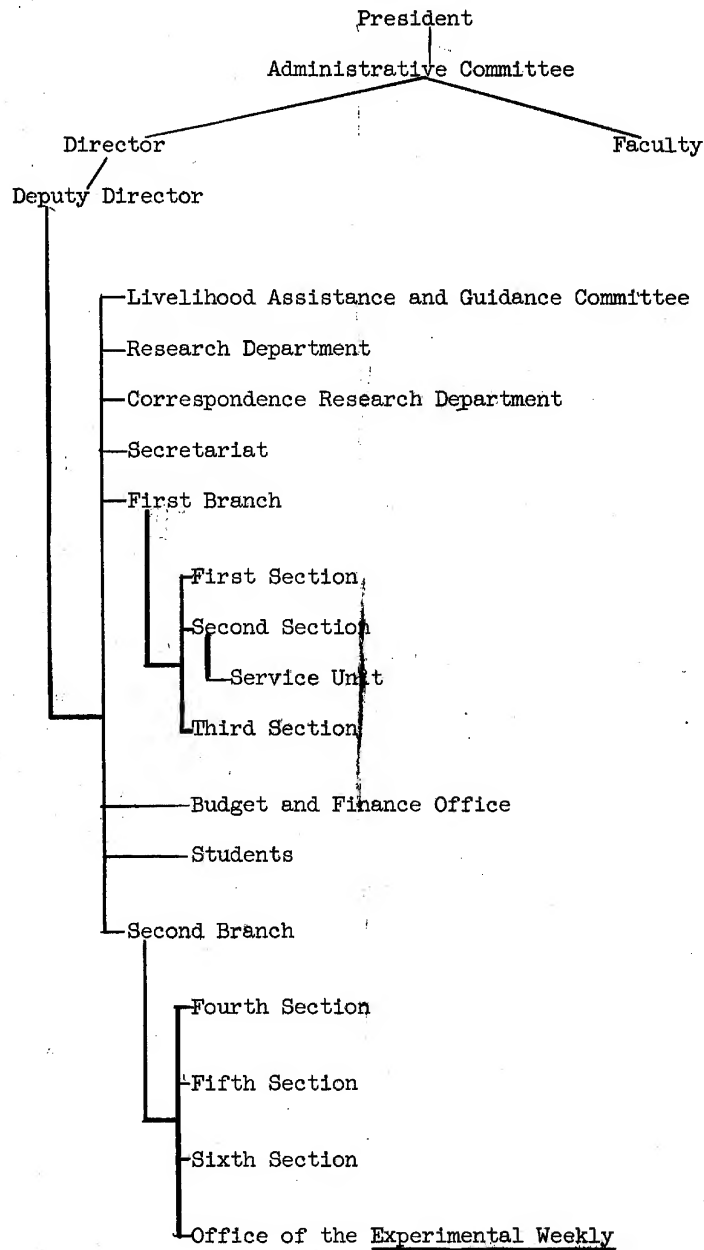 President
Administrative Committee
Director Faculty
Deputy Director
Livelihood Assistance and Guidance Committee
Research Department
Correspondence Research Department
Secretariat
First Branch
First Section
Second Section
Service Unit
Third Section
Budget and Finance Office
Students
Second Branch
Fourth Section
Fifth Section
Sixth Section
Office of the Experimental Weekly